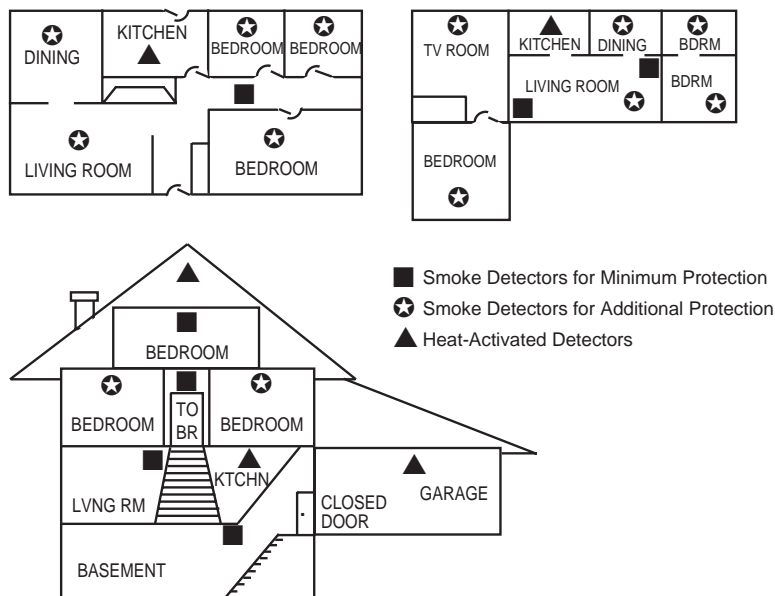 DINING
KITCHEN
BEDROOM
BEDROOM
LIVING ROOM
BEDROOM
TV ROOM
KITCHEN
DINING
BDRM
LIVING ROOM
BDRM
BEDROOM
Smoke Detectors for Minimum Protection
Smoke Detectors for Additional Protection
Heat-Activated Detectors
BEDROOM
BEDROOM
TO
BR
BEDROOM
LVNG RM
KTCHN
CLOSED
DOOR
GARAGE
BASEMENT